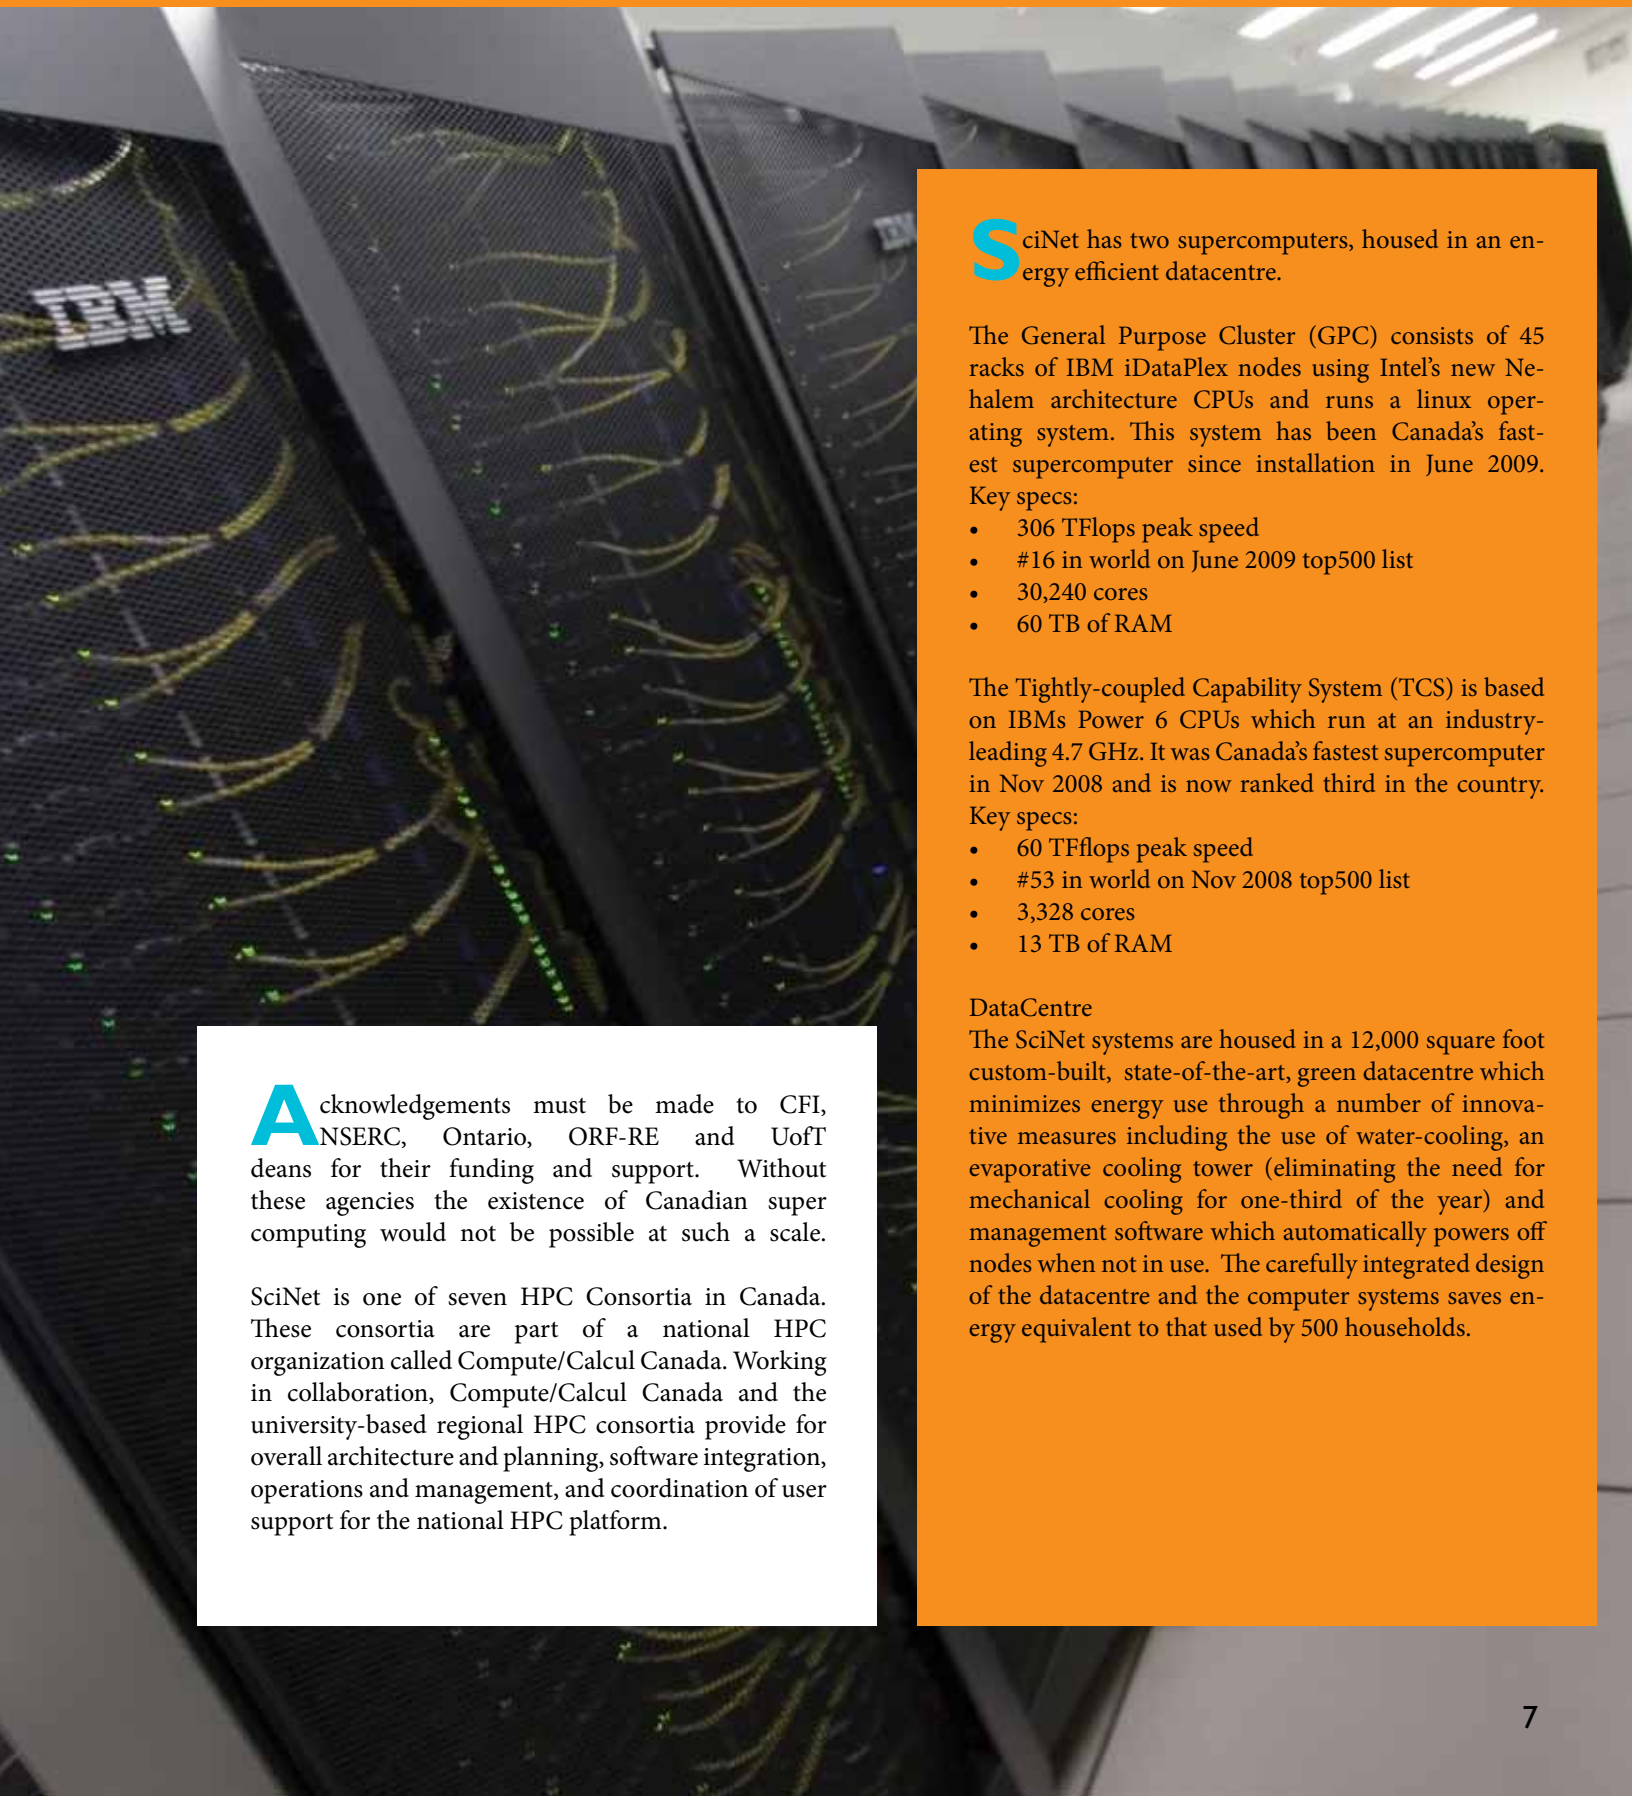 IBM
IBM
Acknowledgements must be made to CFI,
NSERC, Ontario, ORF-RE and UofT
deans for their funding and support. Without
these agencies the existence of Canadian super
computing would not be possible at such a scale.
SciNet is one of seven HPC Consortia in Canada.
These consortia are part of a national HPC
organization called Compute/Calcul Canada. Working
in collaboration, Compute/Calcul Canada and the
university-based regional HPC consortia provide for
overall architecture and planning, software integration,
operations and management, and coordination of user
support for the national HPC platform.
SciNet has two supercomputers, housed in an en-
ergy efficient datacentre.
The General Purpose Cluster (GPC) consists of 45
racks of IBM iDataPlex nodes using Intel's new Ne-
halem architecture CPUs and runs a linux oper-
ating system. This system has been Canada's fast-
est supercomputer since installation in June 2009.
Key specs:
• 306 TFlops peak speed
• #16 in world on June 2009 top500 list
• 30,240 cores
• 60 TB of RAM
The Tightly-coupled Capability System (TCS) is based
on IBMs Power 6 CPUs which run at an industry-
leading 4.7 GHz. It was Canada's fastest supercomputer
in Nov 2008 and is now ranked third in the country.
Key specs:
• 60 TFflops peak speed
• #53 in world on Nov 2008 top500 list
• 3,328 cores
• 13 TB of RAM
DataCentre
The SciNet systems are housed in a 12,000 square foot
custom-built, state-of-the-art, green datacentre which
minimizes energy use through a number of innova-
tive measures including the use of water-cooling, an
evaporative cooling tower (eliminating the need for
mechanical cooling for one-third of the year) and
management software which automatically powers off
nodes when not in use. The carefully integrated design
of the datacentre and the computer systems saves en-
ergy equivalent to that used by 500 households.
7